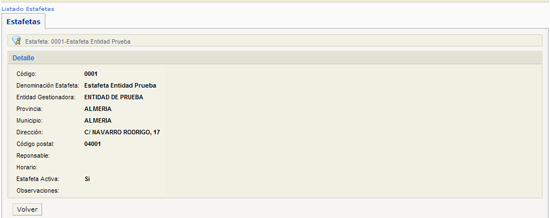 Listado Estafetas
Estafetas
Estafeta: 0001-Estafeta Entidad Prueba
Detalle
Código: 0001
Denominación Estafeta: Estafeta Entidad Prueba
Entidad Gestionadora: ENTIDAD DE PRUEBA
Provincia: ALMERIA
Municipio: ALMERIA
Dirección: C/ NAVARRO RODRIGO, 17
Código postal: 04001
Reponsable:
Horario:
Estafeta Activa: Si
Observaciones:
Volver